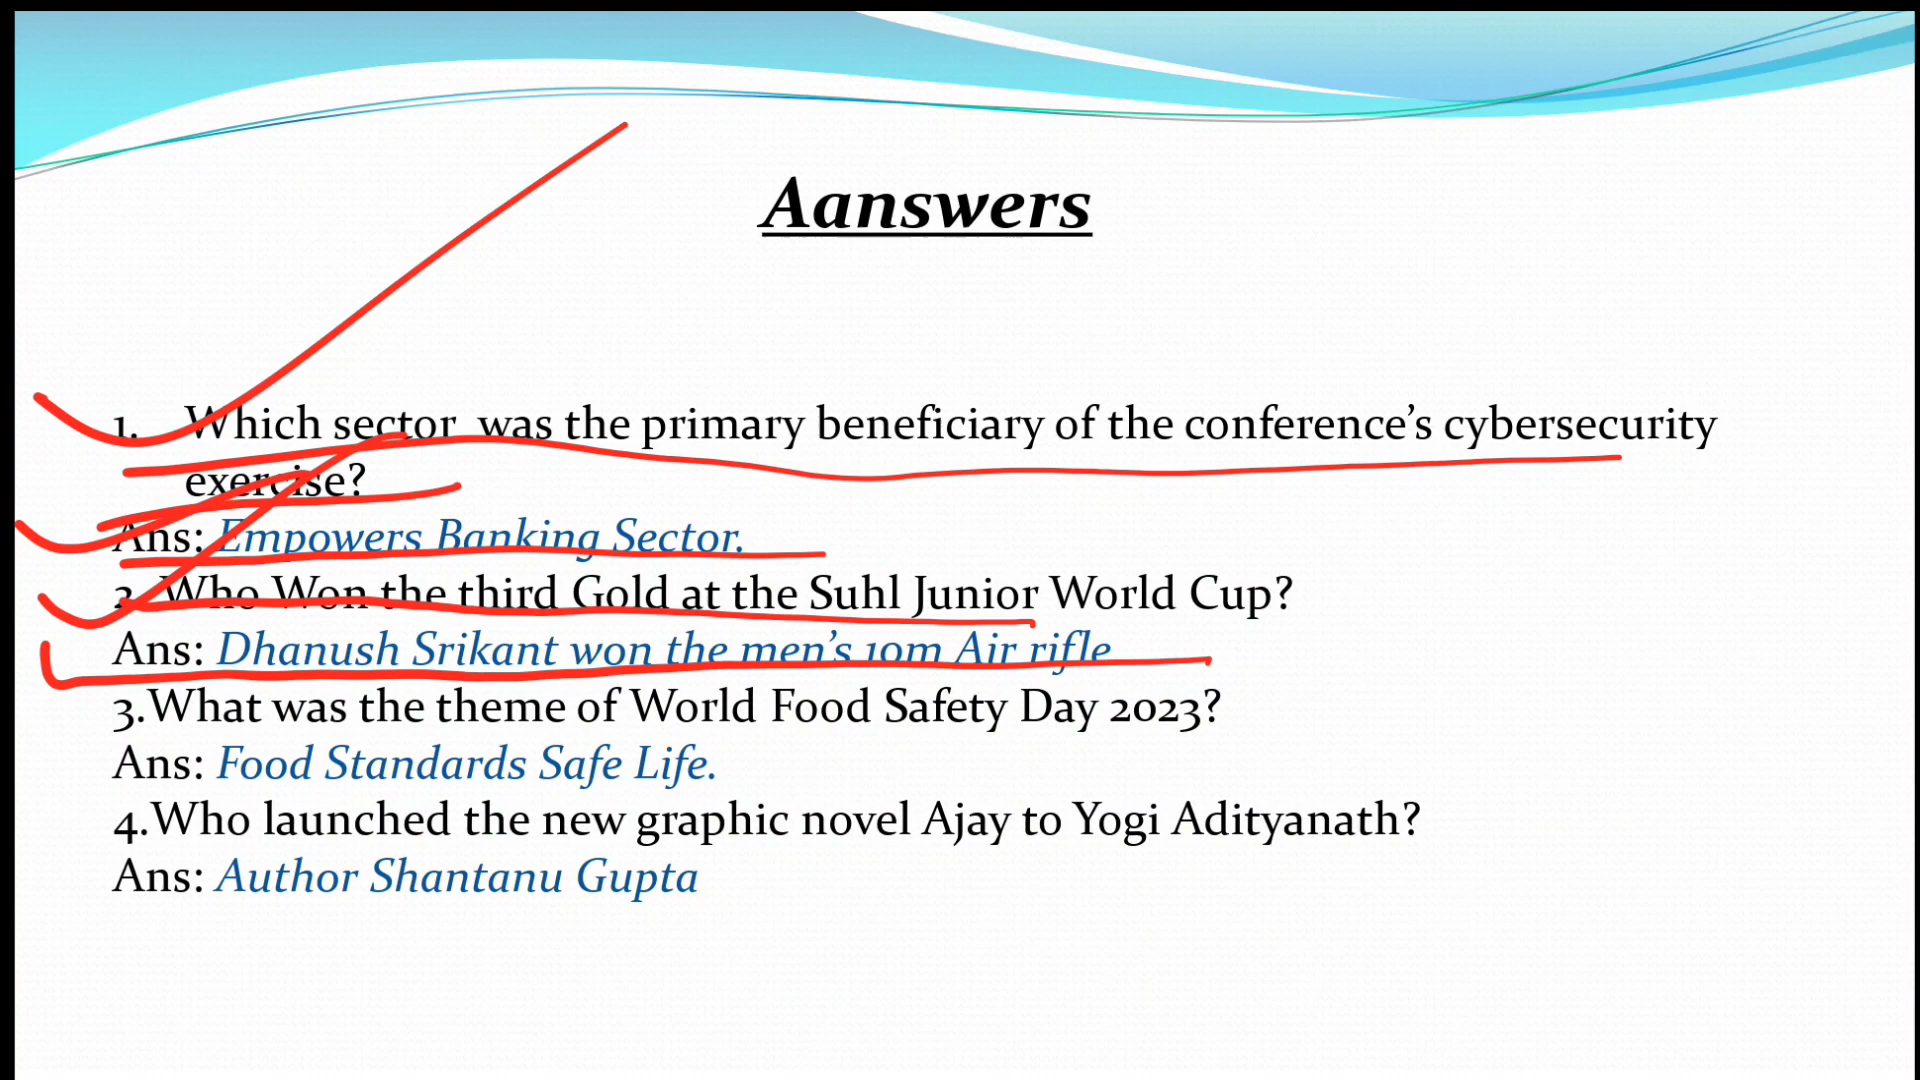 Aanswers
1. Which sector was the primary beneficiary of the conference’s cybersecurity
exercise?
Ans: Empowers Banking Sector.
2. Who Won the third Gold at the Suhl Junior World Cup?
Ans: Dhanush Srikant won the men’s 10m Air rifle
3.What was the theme of World Food Safety Day 2023?
Ans: Food Standards Safe Life.
4.Who launched the new graphic novel Ajay to Yogi Adityanath?
Ans: Author Shantanu Gupta